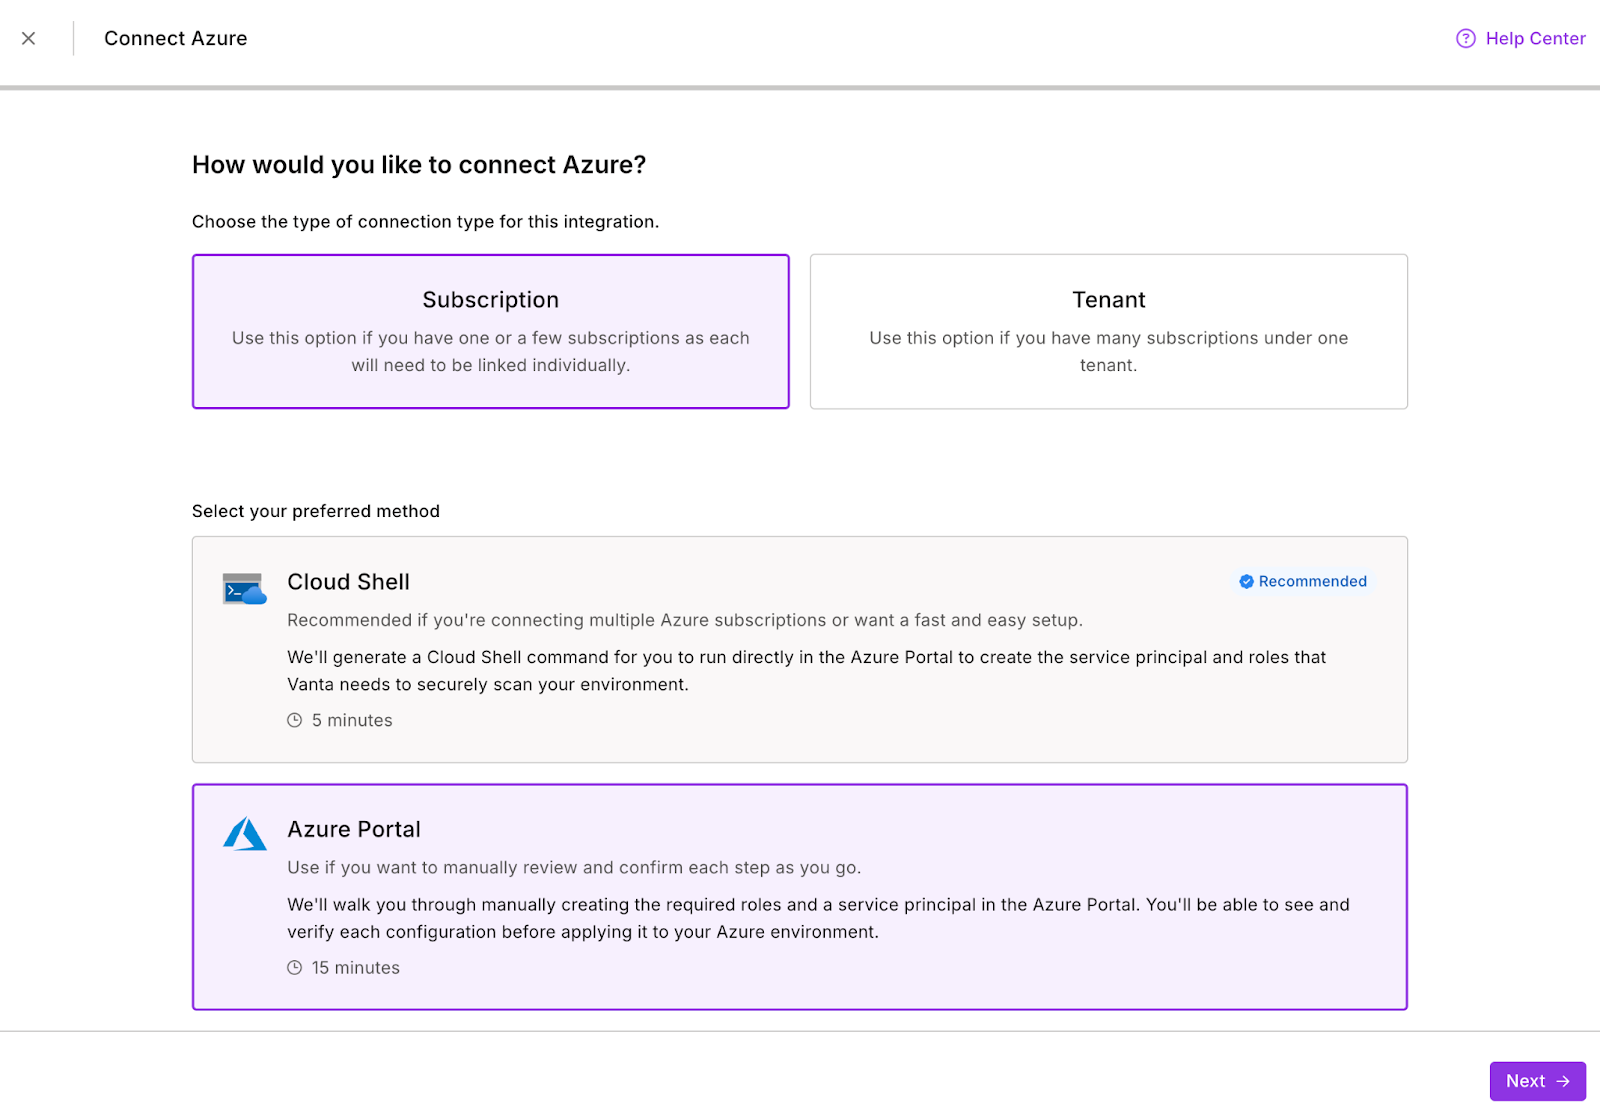 Connect Azure
Help Center
How would you like to connect Azure?
Choose the type of connection type for this integration.
Subscription
Use this option if you have one or a few subscriptions as each
will need to be linked individually.
Tenant
Use this option if you have many subscriptions under one
tenant.
Select your preferred method
Cloud Shell
Recommended
Recommended if you're connecting multiple Azure subscriptions or want a fast and easy setup.
We'll generate a Cloud Shell command for you to run directly in the Azure Portal to create the service principal and roles that
Vanta needs to securely scan your environment.
5 minutes
Azure Portal
Use if you want to manually review and confirm each step as you go.
We'll walk you through manually creating the required roles and a service principal in the Azure Portal. You'll be able to see and
verify each configuration before applying it to your Azure environment.
15 minutes
Next